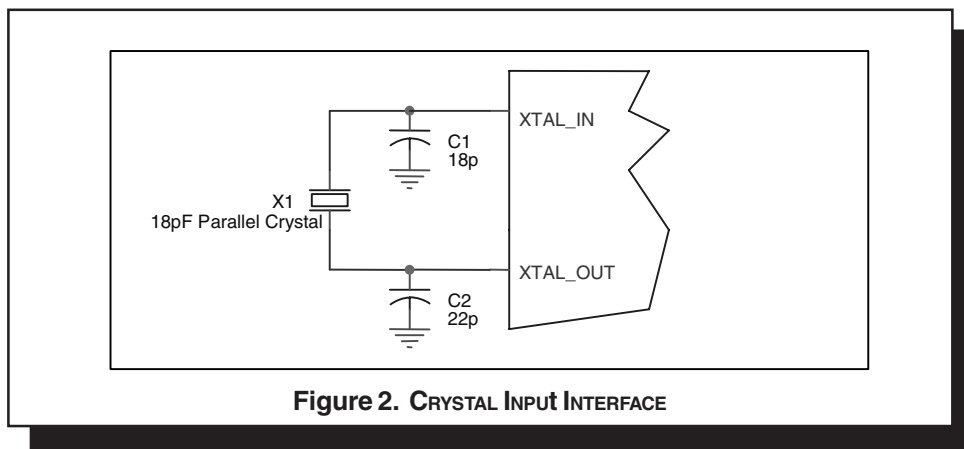 XTAL_IN
C1
18p
X1
18pF Parallel Crystal
XTAL_OUT
C2
22p
Figure 2. CRYSTAL INPUt INTERFACE